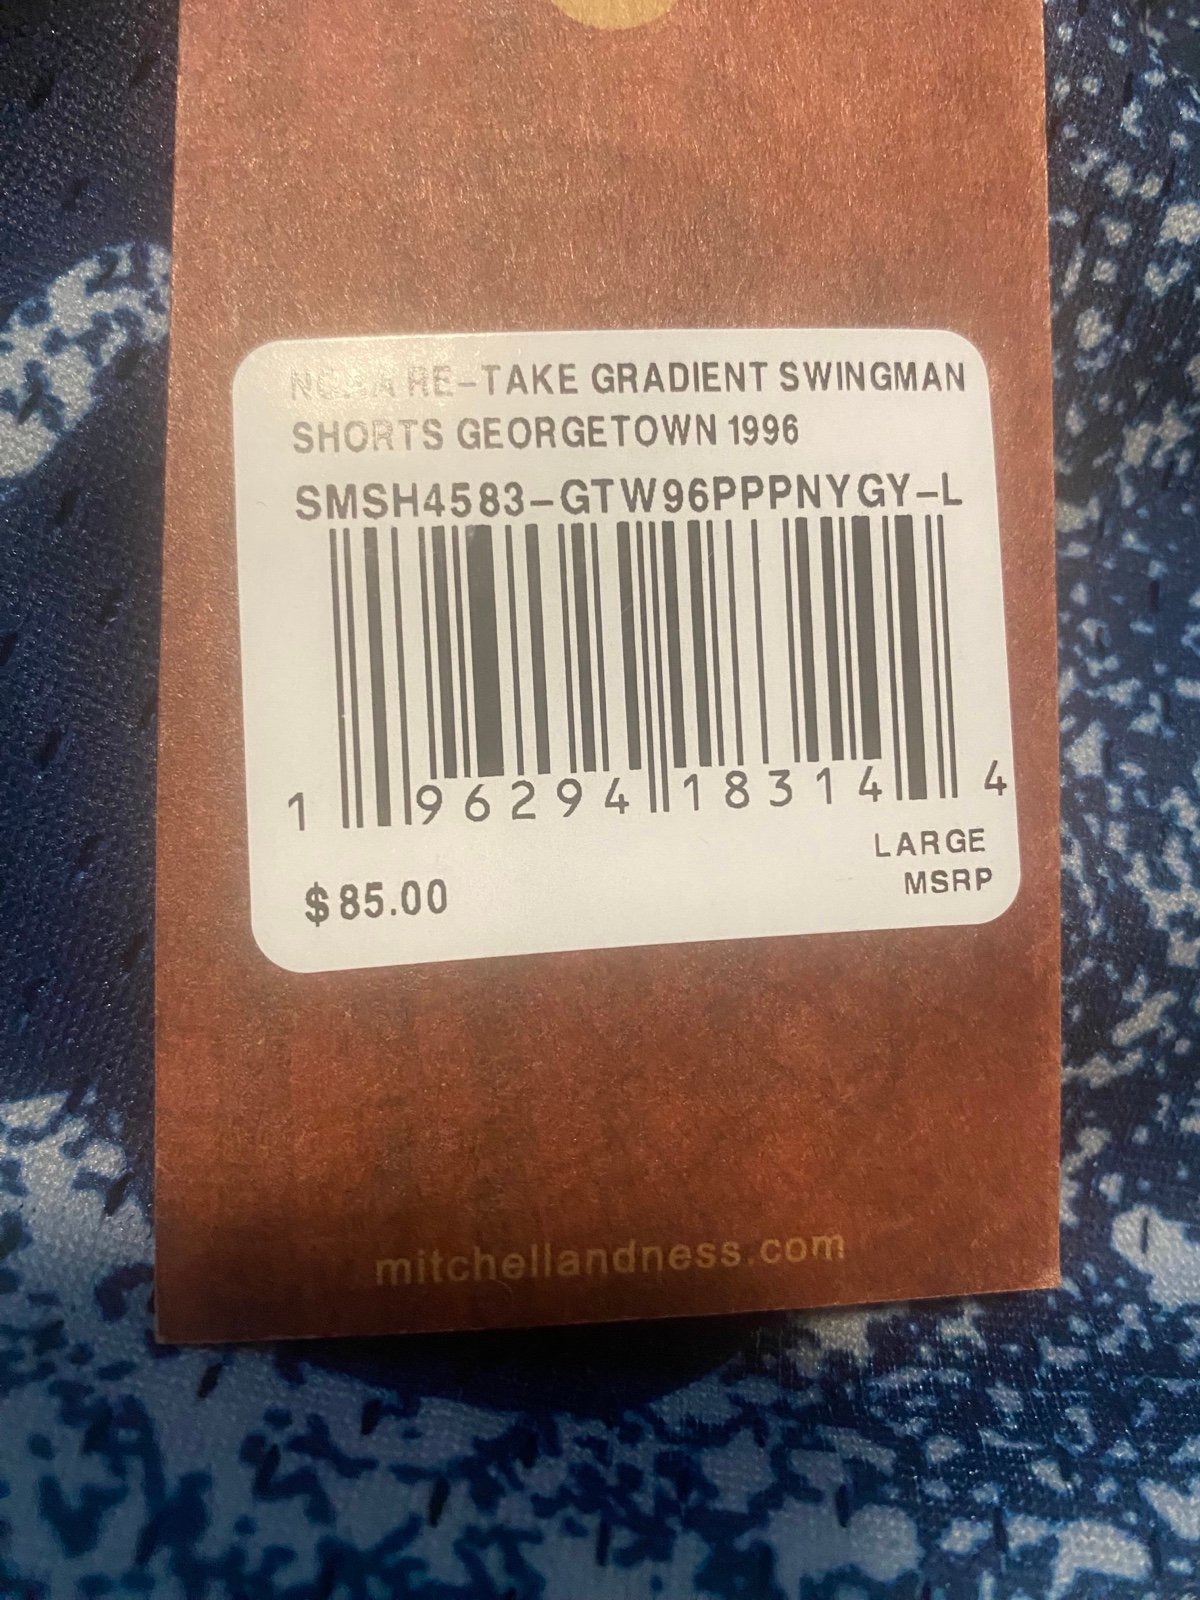 NCAA RE-TAKE GRADIENT SWINGMAN
SHORTS GEORGETOWN 1996
SMSH4583-GTW96PPPNYGY-L
1 96294 18314 4
LARGE
$85.00 MSRP
mitchellandness.com